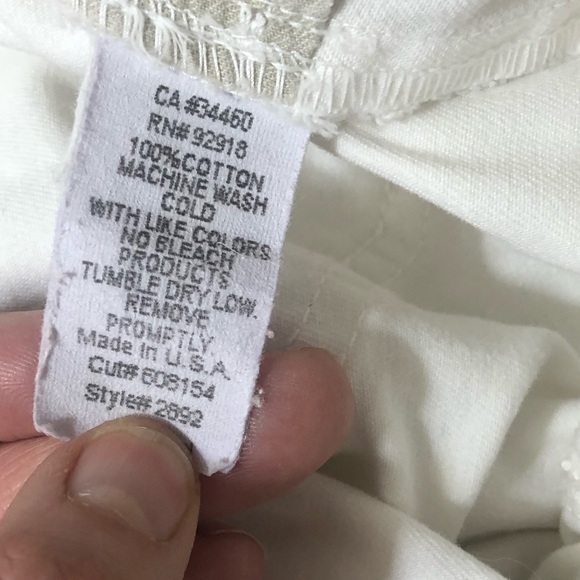 CA #34460
RN# 92918
100% COTTON
MACHINE WASH
COLD
WITH LIKE COLORS
NO BLEACH
PRODUCTS
TUMBLE DRY LOW.
REMOVE
PROMPTLY
Made in U.S.A.
Cut# 608154
Style# 2892